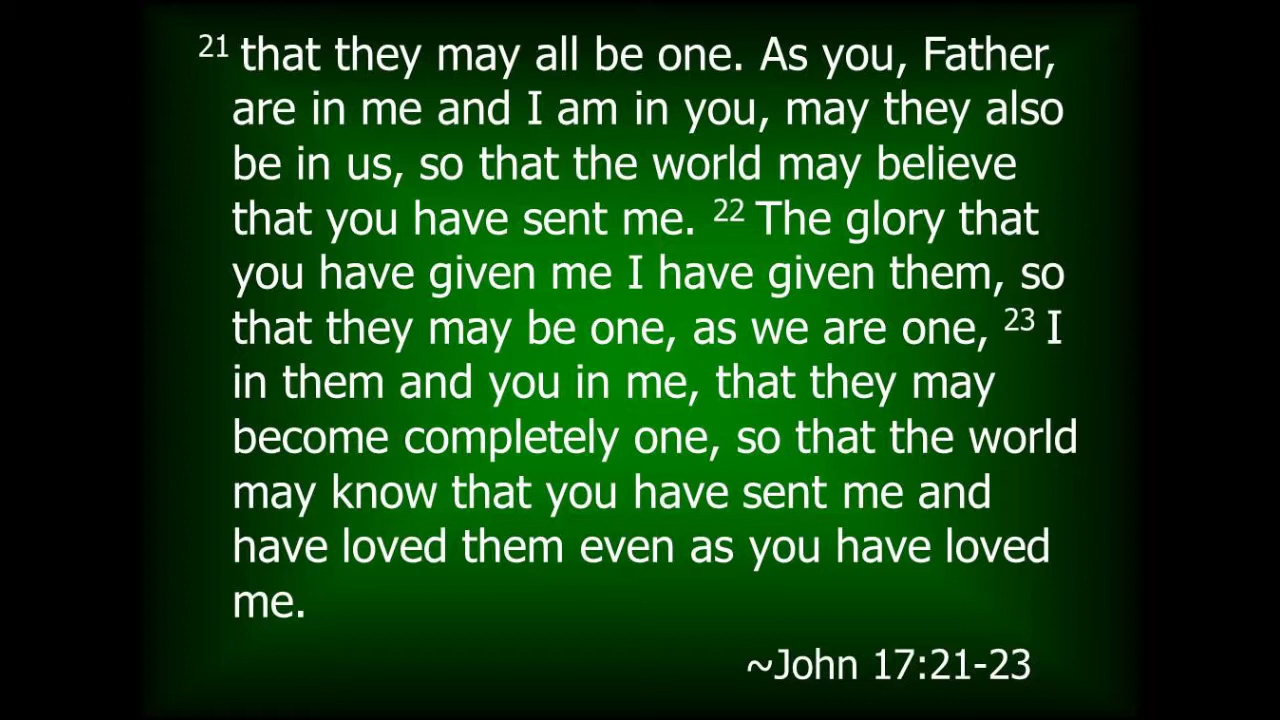 21 that they may all be one. As you, Father,
are in me and I am in you, may they also
be in us, so that the world may believe
that you have sent me. 22 The glory that
you have given me I have given them, so
that they may be one, as we are one, 23 I
in them and you in me, that they may
become completely one, so that the world
may know that you have sent me and
have loved them even as you have loved
me.
~John 17:21-23